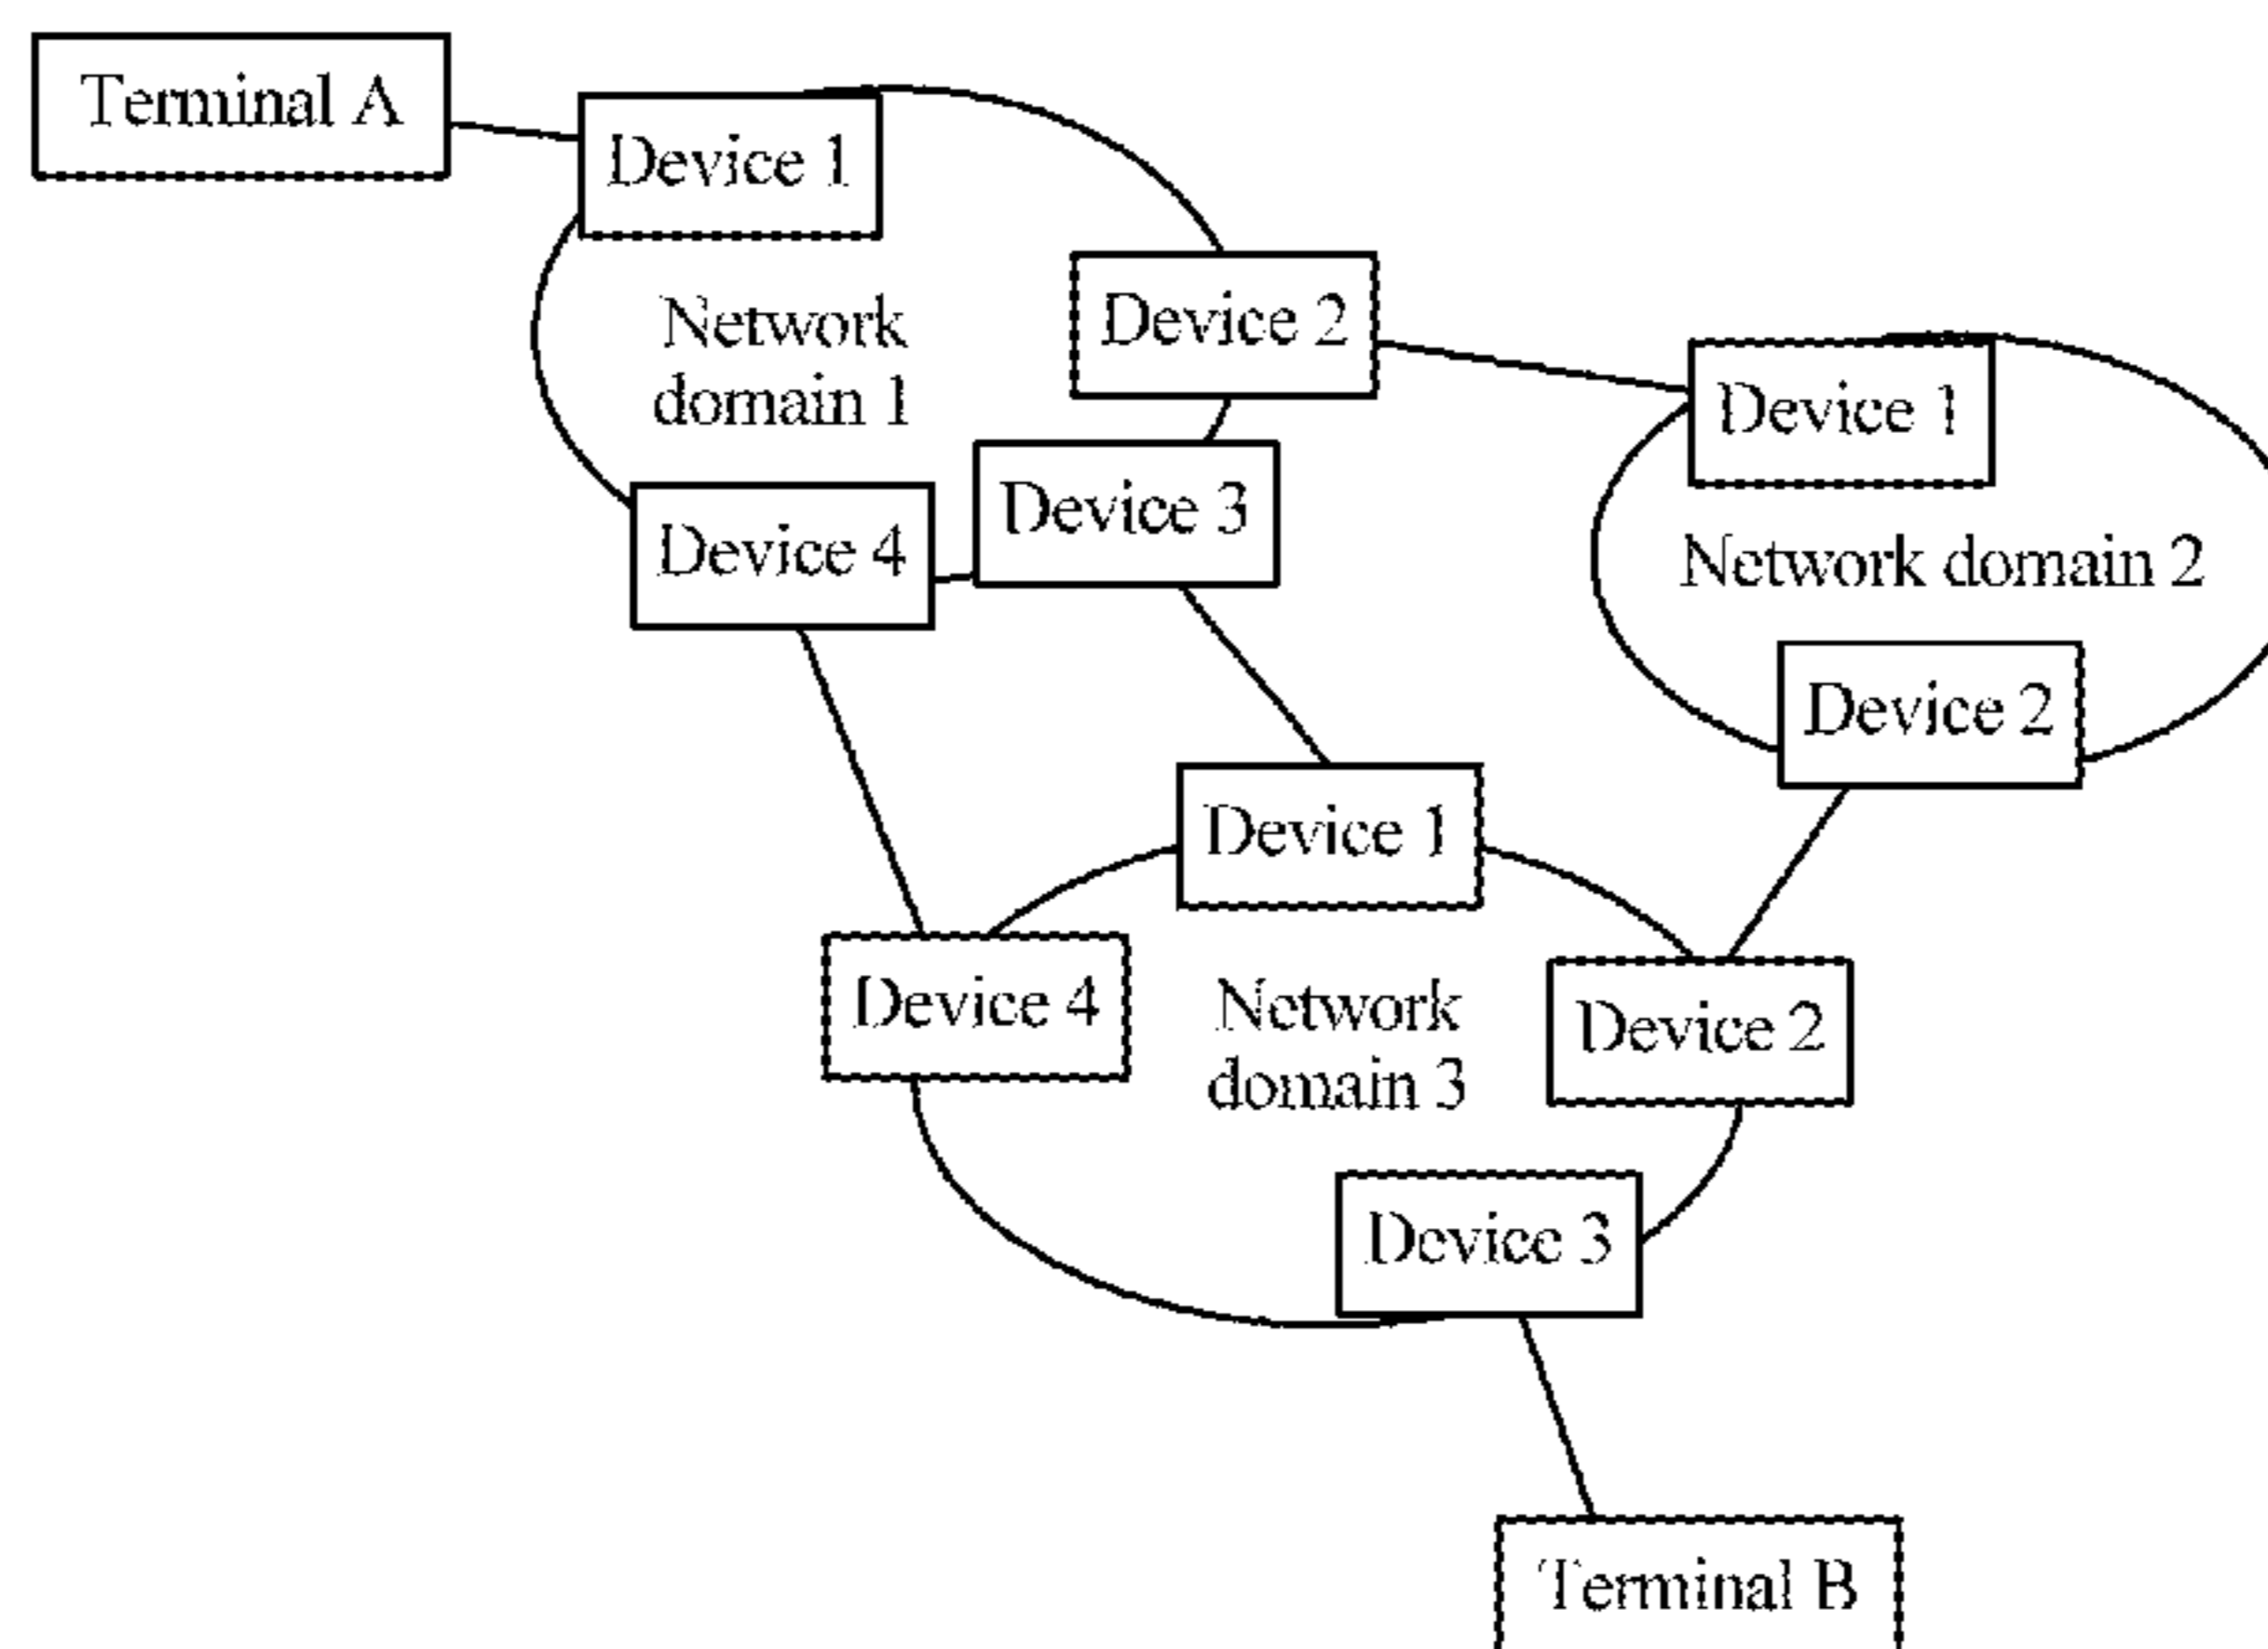 Terminal A
Device 1
Network
domain 1
Device 2
Device 3
Device 4
Device 1
Network domain 2
Device 2
Device 1
Device 4
Network
domain 3
Device 2
Device 3
Terminal B